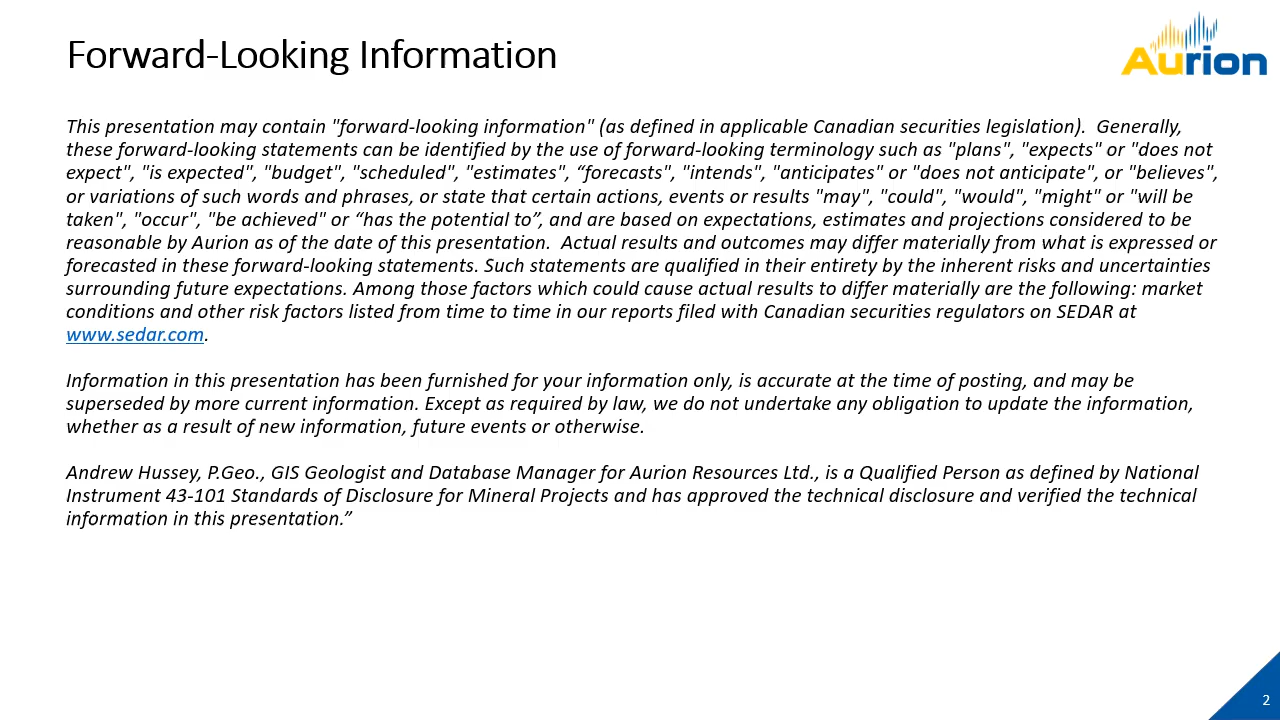 Forward-Looking Information
Aurion
This presentation may contain "forward-looking information" (as defined in applicable Canadian securities legislation).  Generally,
these forward-looking statements can be identified by the use of forward-looking terminology such as "plans", "expects" or "does not
expect", "is expected", "budget", "scheduled", "estimates", “forecasts", "intends", "anticipates" or "does not anticipate", or "believes",
or variations of such words and phrases, or state that certain actions, events or results "may", "could", "would", "might" or "will be
taken", "occur", "be achieved" or “has the potential to”, and are based on expectations, estimates and projections considered to be
reasonable by Aurion as of the date of this presentation.  Actual results and outcomes may differ materially from what is expressed or
forecasted in these forward-looking statements. Such statements are qualified in their entirety by the inherent risks and uncertainties
surrounding future expectations. Among those factors which could cause actual results to differ materially are the following: market
conditions and other risk factors listed from time to time in our reports filed with Canadian securities regulators on SEDAR at
www.sedar.com.
Information in this presentation has been furnished for your information only, is accurate at the time of posting, and may be
superseded by more current information. Except as required by law, we do not undertake any obligation to update the information,
whether as a result of new information, future events or otherwise.
Andrew Hussey, P.Geo., GIS Geologist and Database Manager for Aurion Resources Ltd., is a Qualified Person as defined by National
Instrument 43-101 Standards of Disclosure for Mineral Projects and has approved the technical disclosure and verified the technical
information in this presentation.”
2